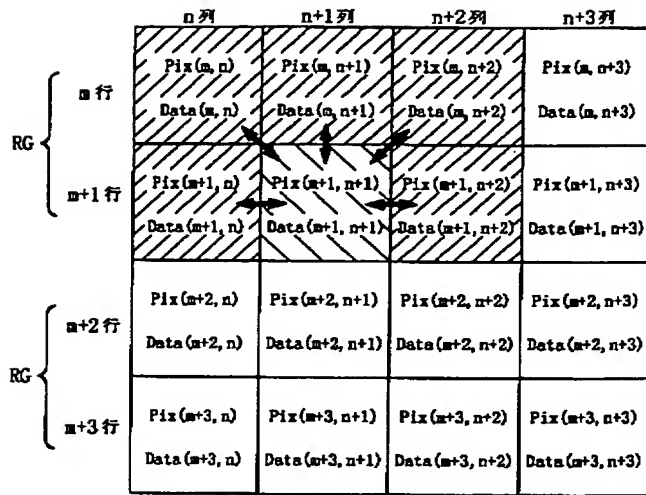 n列 n+1列 n+2列 n+3列
Pix(m,n) Pix(m,n+1) Pix(m,n+2) Pix(m,n+3)
m行
Data(m,n) Data(m,n+1) Data(m,n+2) Data(m,n+3)
RG
Pix(m+1,n) Pix(m+1,n+1) Pix(m+1,n+2) Pix(m+1,n+3)
m+1行
Data(m+1,n) Data(m+1,n+1) Data(m+1,n+2) Data(m+1,n+3)
Pix(m+2,n) Pix(m+2,n+1) Pix(m+2,n+2) Pix(m+2,n+3)
m+2行
Data(m+2,n) Data(m+2,n+1) Data(m+2,n+2) Data(m+2,n+3)
RG
Pix(m+3,n) Pix(m+3,n+1) Pix(m+3,n+2) Pix(m+3,n+3)
m+3行
Data(m+3,n) Data(m+3,n+1) Data(m+3,n+2) Data(m+3,n+3)